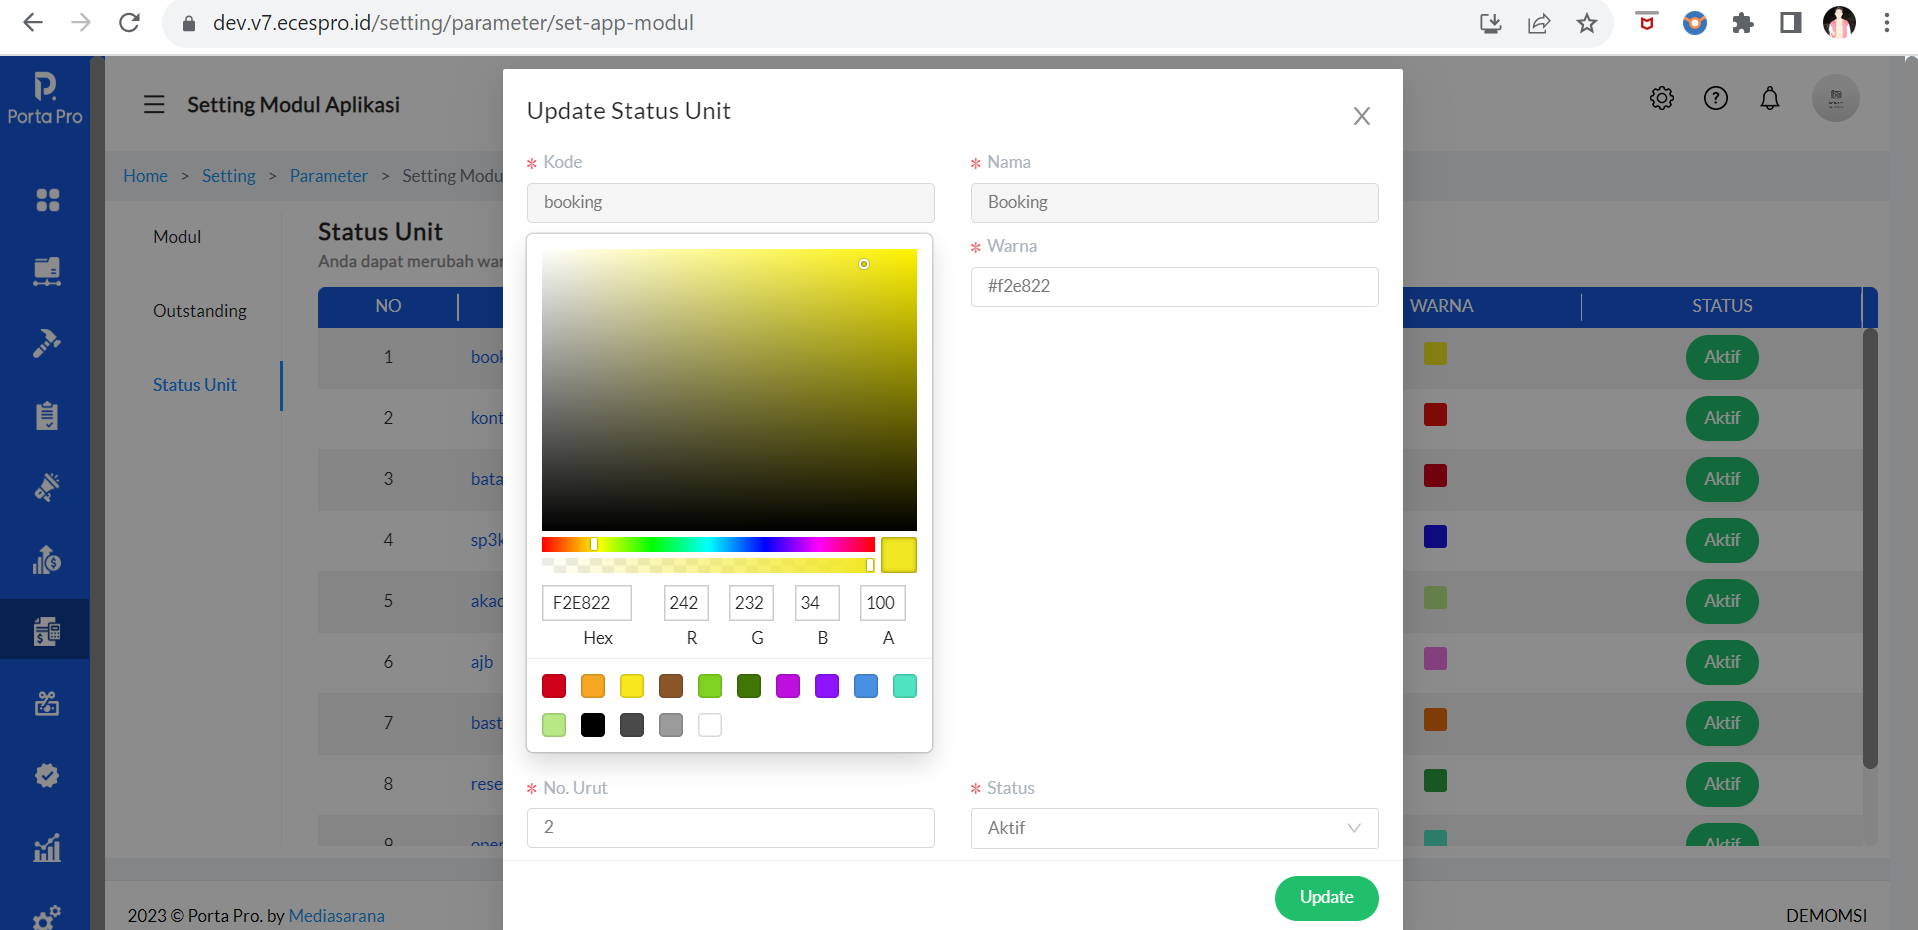 dev.v7.ecespro.id/setting/parameter/set-app-modul
Porta Pro
Setting Modul Aplikasi
Home > Setting > Parameter > Setting Modu
Modul
Outstanding
Status Unit
Status Unit
Anda dapat merubah war
NO
WARNA
STATUS
1
book
Aktif
2
kont
Aktif
3
bata
Aktif
4
sp3k
Aktif
5
akad
Aktif
6
ajb
Aktif
7
bast
Aktif
8
rese
Aktif
9
oper
Aktif
Update Status Unit
* Kode
booking
* Nama
Booking
* Warna
#f2e822
F2E822
242
232
34
100
Hex
R
G
B
A
* No. Urut
2
* Status
Aktif
Update
2023 © Porta Pro. by Mediasarana
DEMOMSI